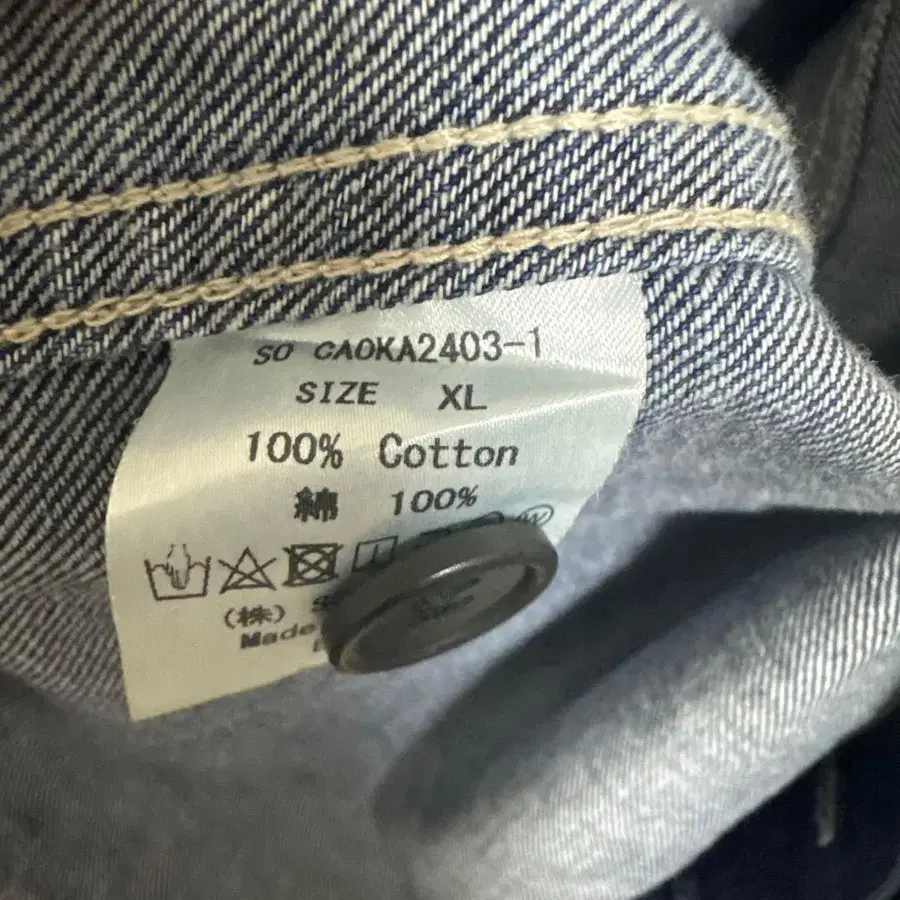 SO CAOKA2403-1
SIZE XL
100% Cotton
綿 100%
(株)
Made